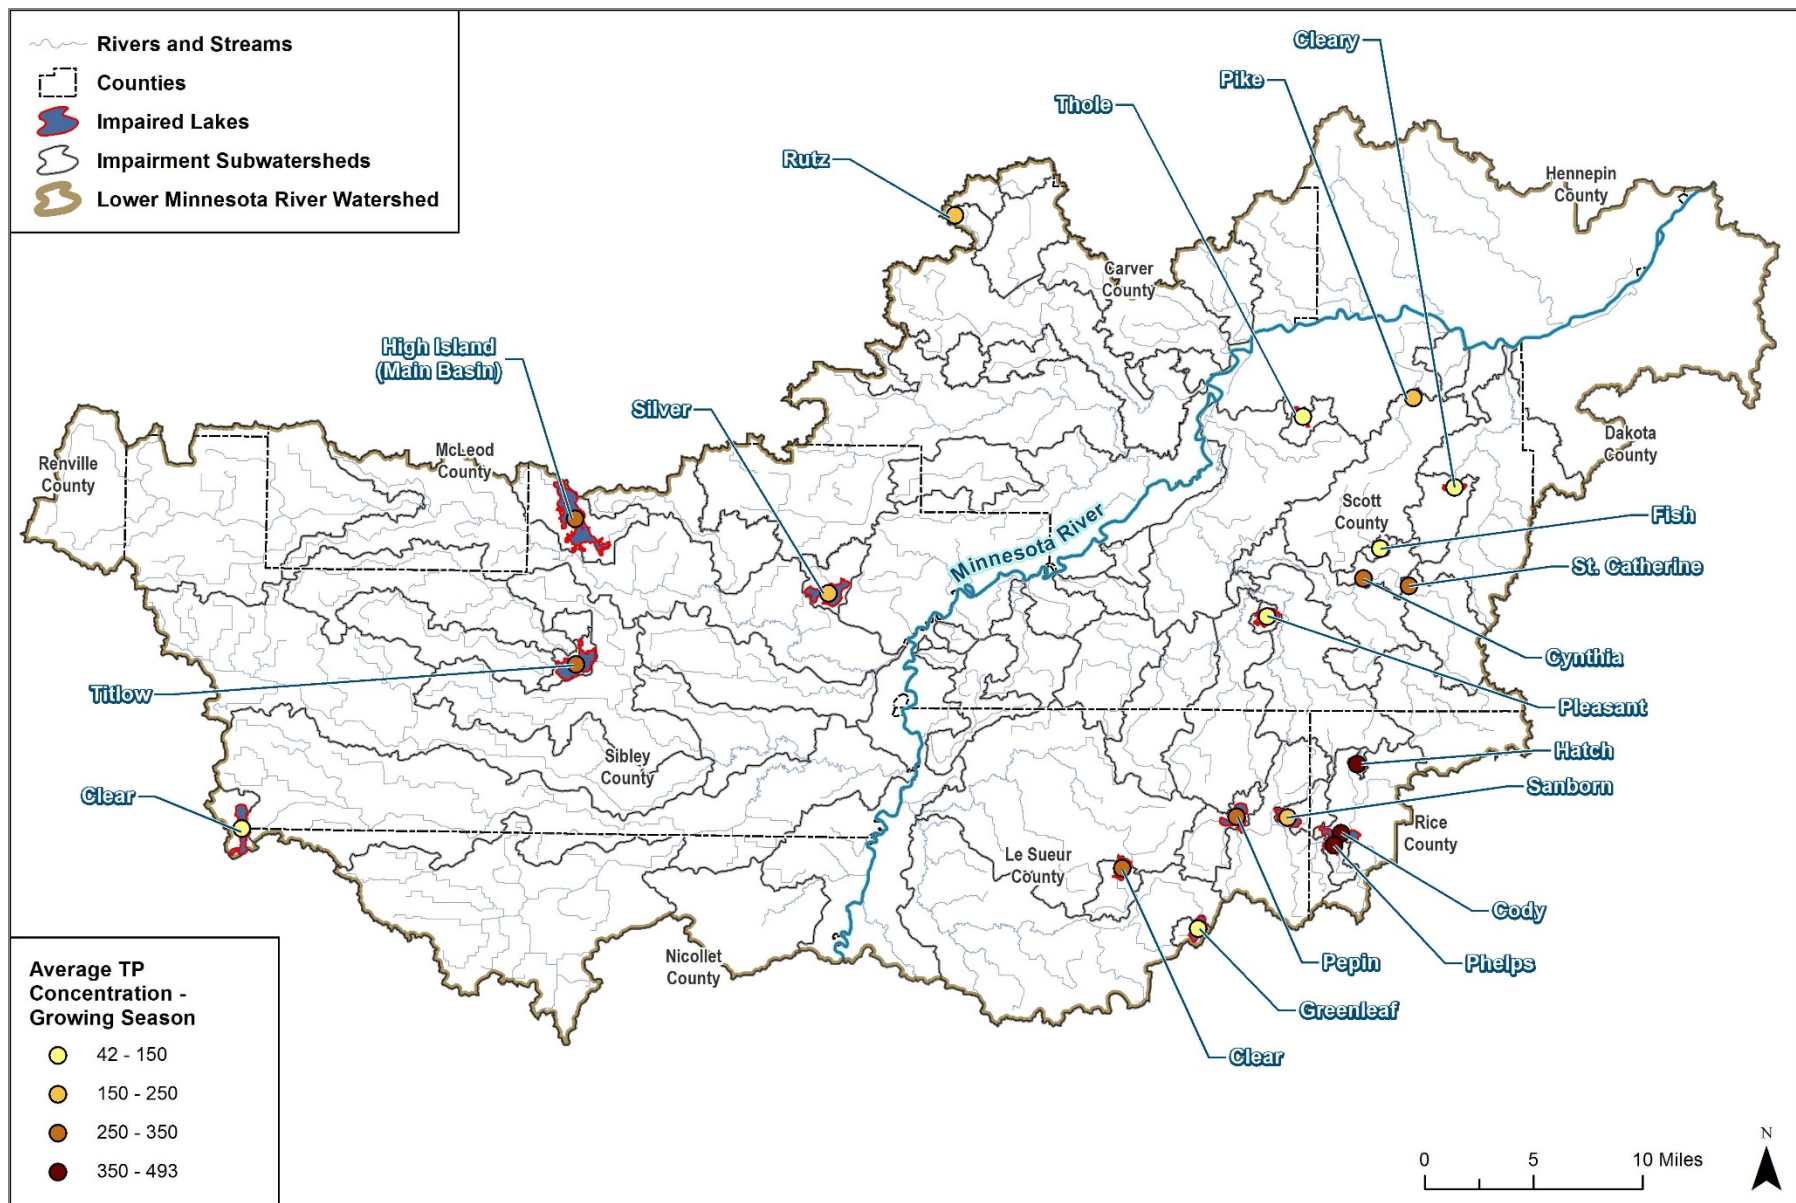 Rivers and Streams
Counties
Impaired Lakes
Impairment Subwatersheds
Lower Minnesota River Watershed
Cleary
Pike
Thole
Rutz
Hennepin
County
Carver
County
High Island
(Main Basin)
Silver
McLeod
County
Renville
County
Dakota
County
Scott
County
Fish
Minnesota River
St. Catherine
Cynthia
Titlow
Pleasant
Hatch
Sibley
County
Sanborn
Clear
Rice
County
Le Sueur
County
Cody
Nicollet
County
Pepin
Phelps
Greenleaf
Clear
Average TP
Concentration -
Growing Season
42 - 150
150 - 250
250 - 350
350 - 493
N
0 5 10 Miles